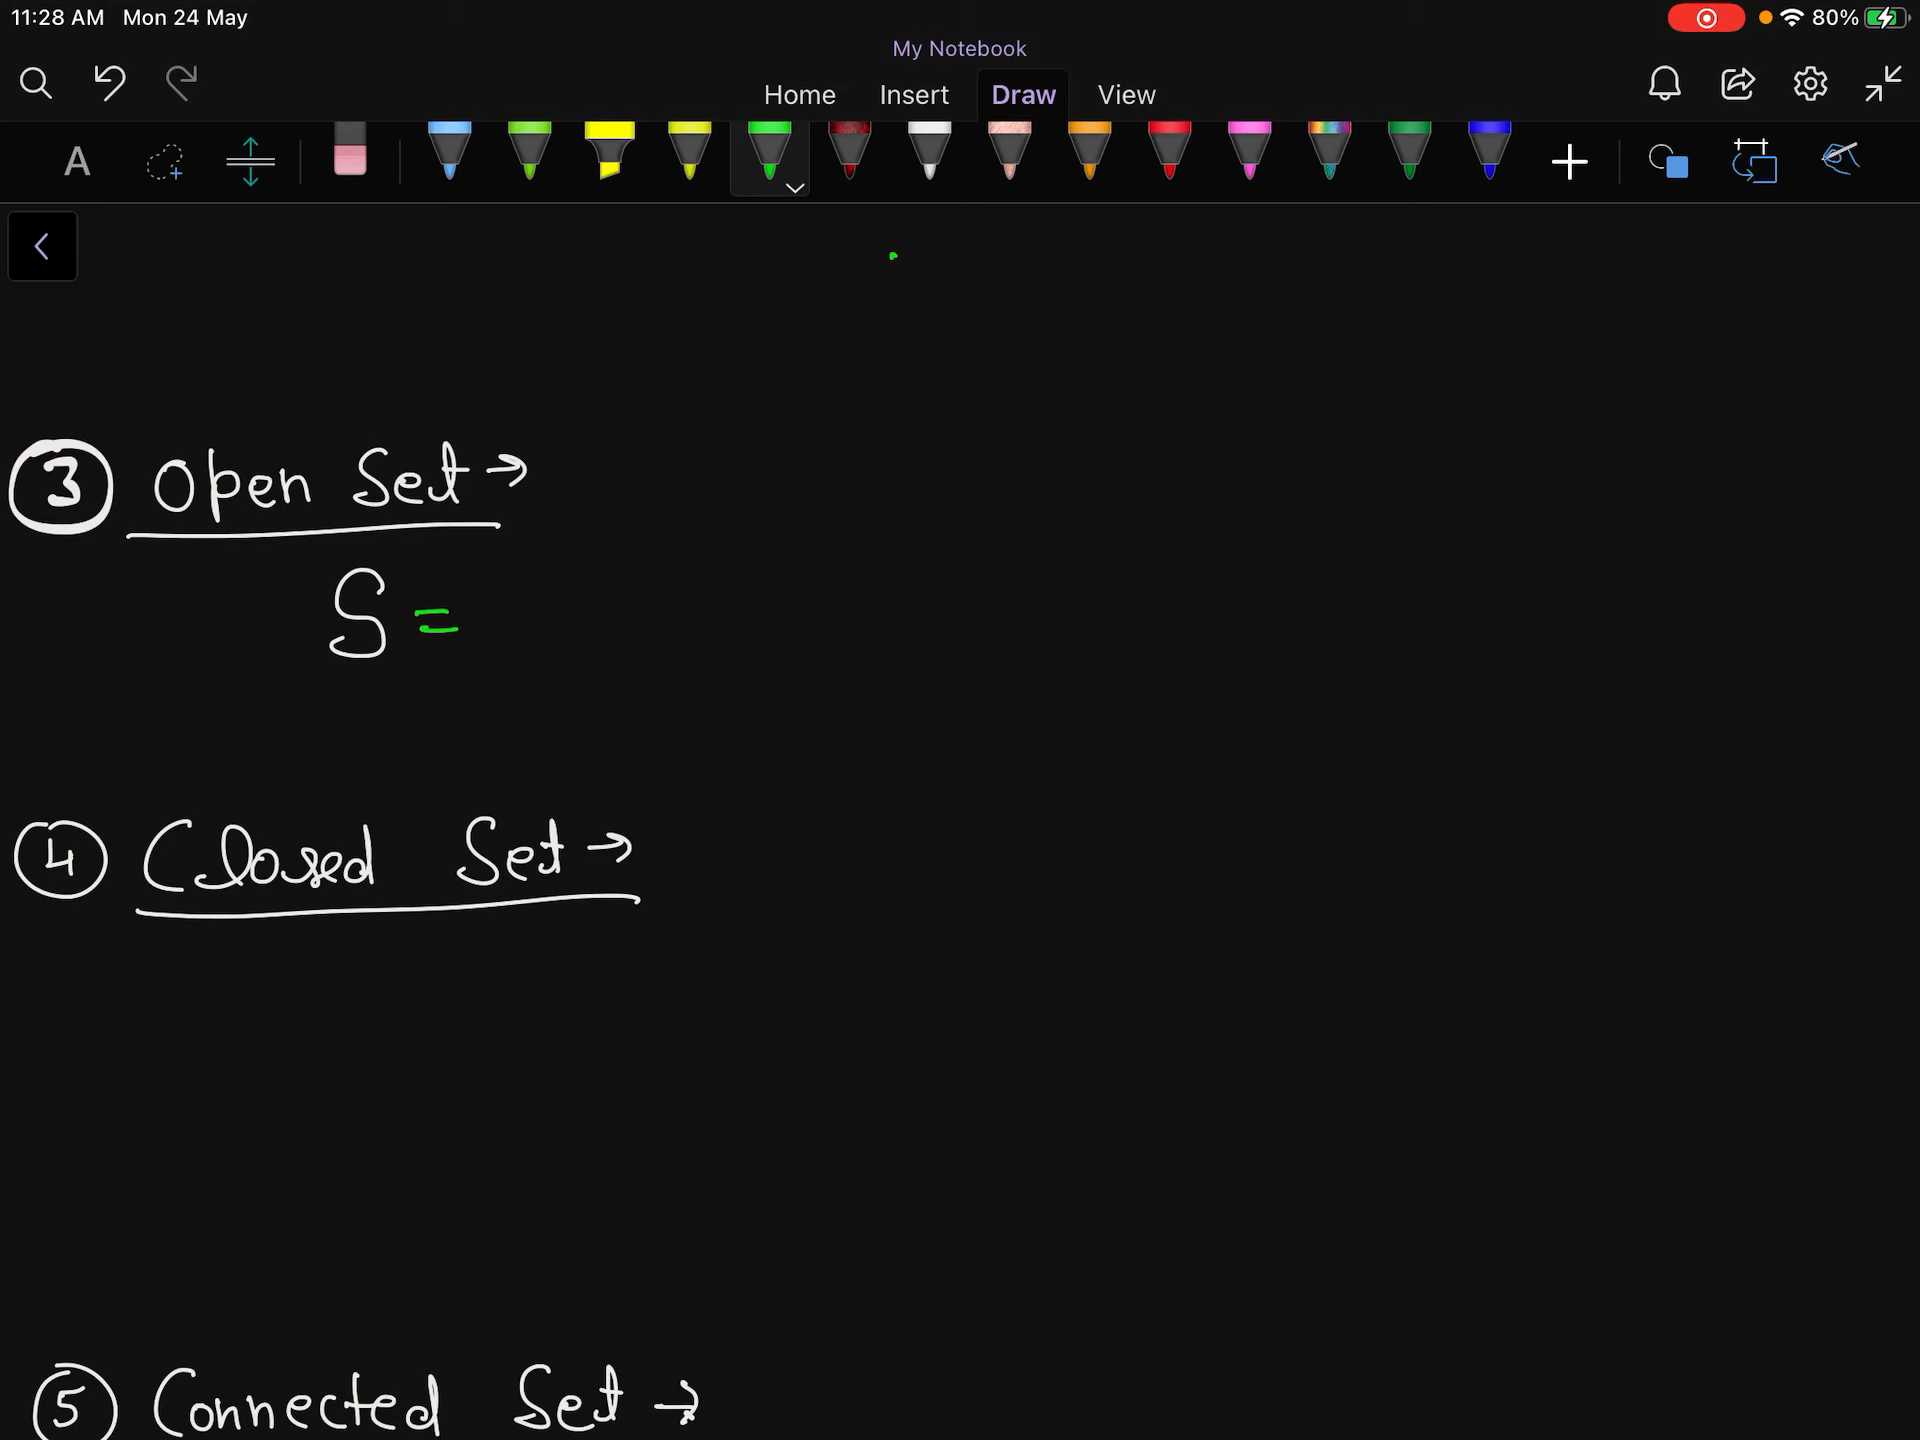 11:28 AM Mon 24 May
80%
My Notebook
Home Insert Draw View
A
③ Open Set →
S =
④ Closed Set →
⑤ Connected Set →